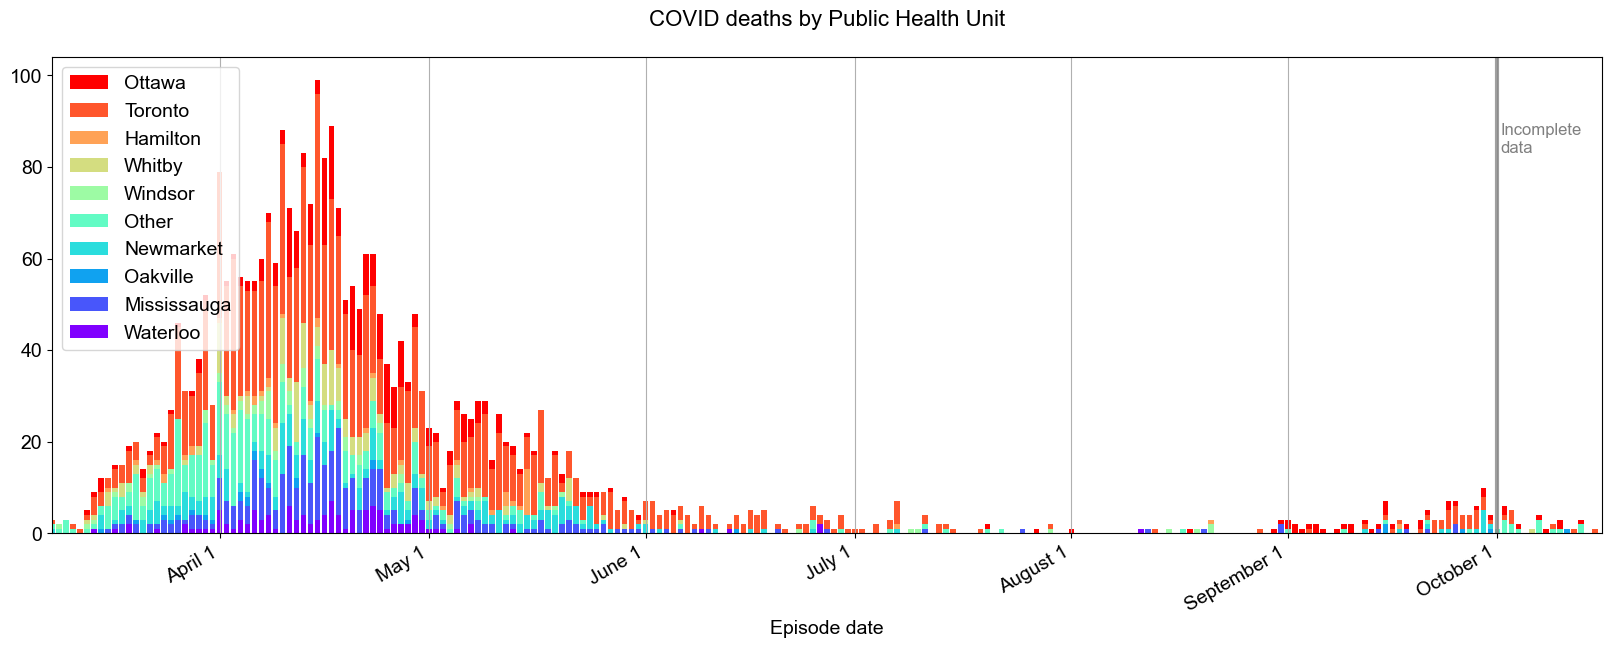 COVID deaths by Public Health Unit
100
80
60
40
20
0
Ottawa
Toronto
Hamilton
Whitby
Windsor
Other
Newmarket
Oakville
Mississauga
Waterloo
Incomplete
data
April 1
May 1
June 1
July 1
August 1
September 1
October 1
Episode date